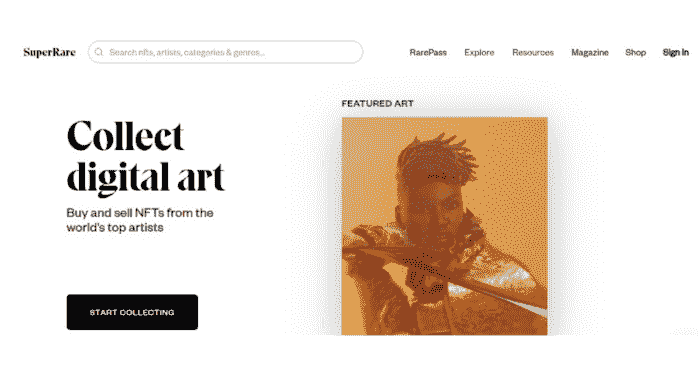 SuperRare
Search nfts, artists, categories & genres...
RarePass Explore Resources Magazine Shop Sign In
FEATURED ART
Collect
digital art
Buy and sell NFTs from the
world's top artists
START COLLECTING